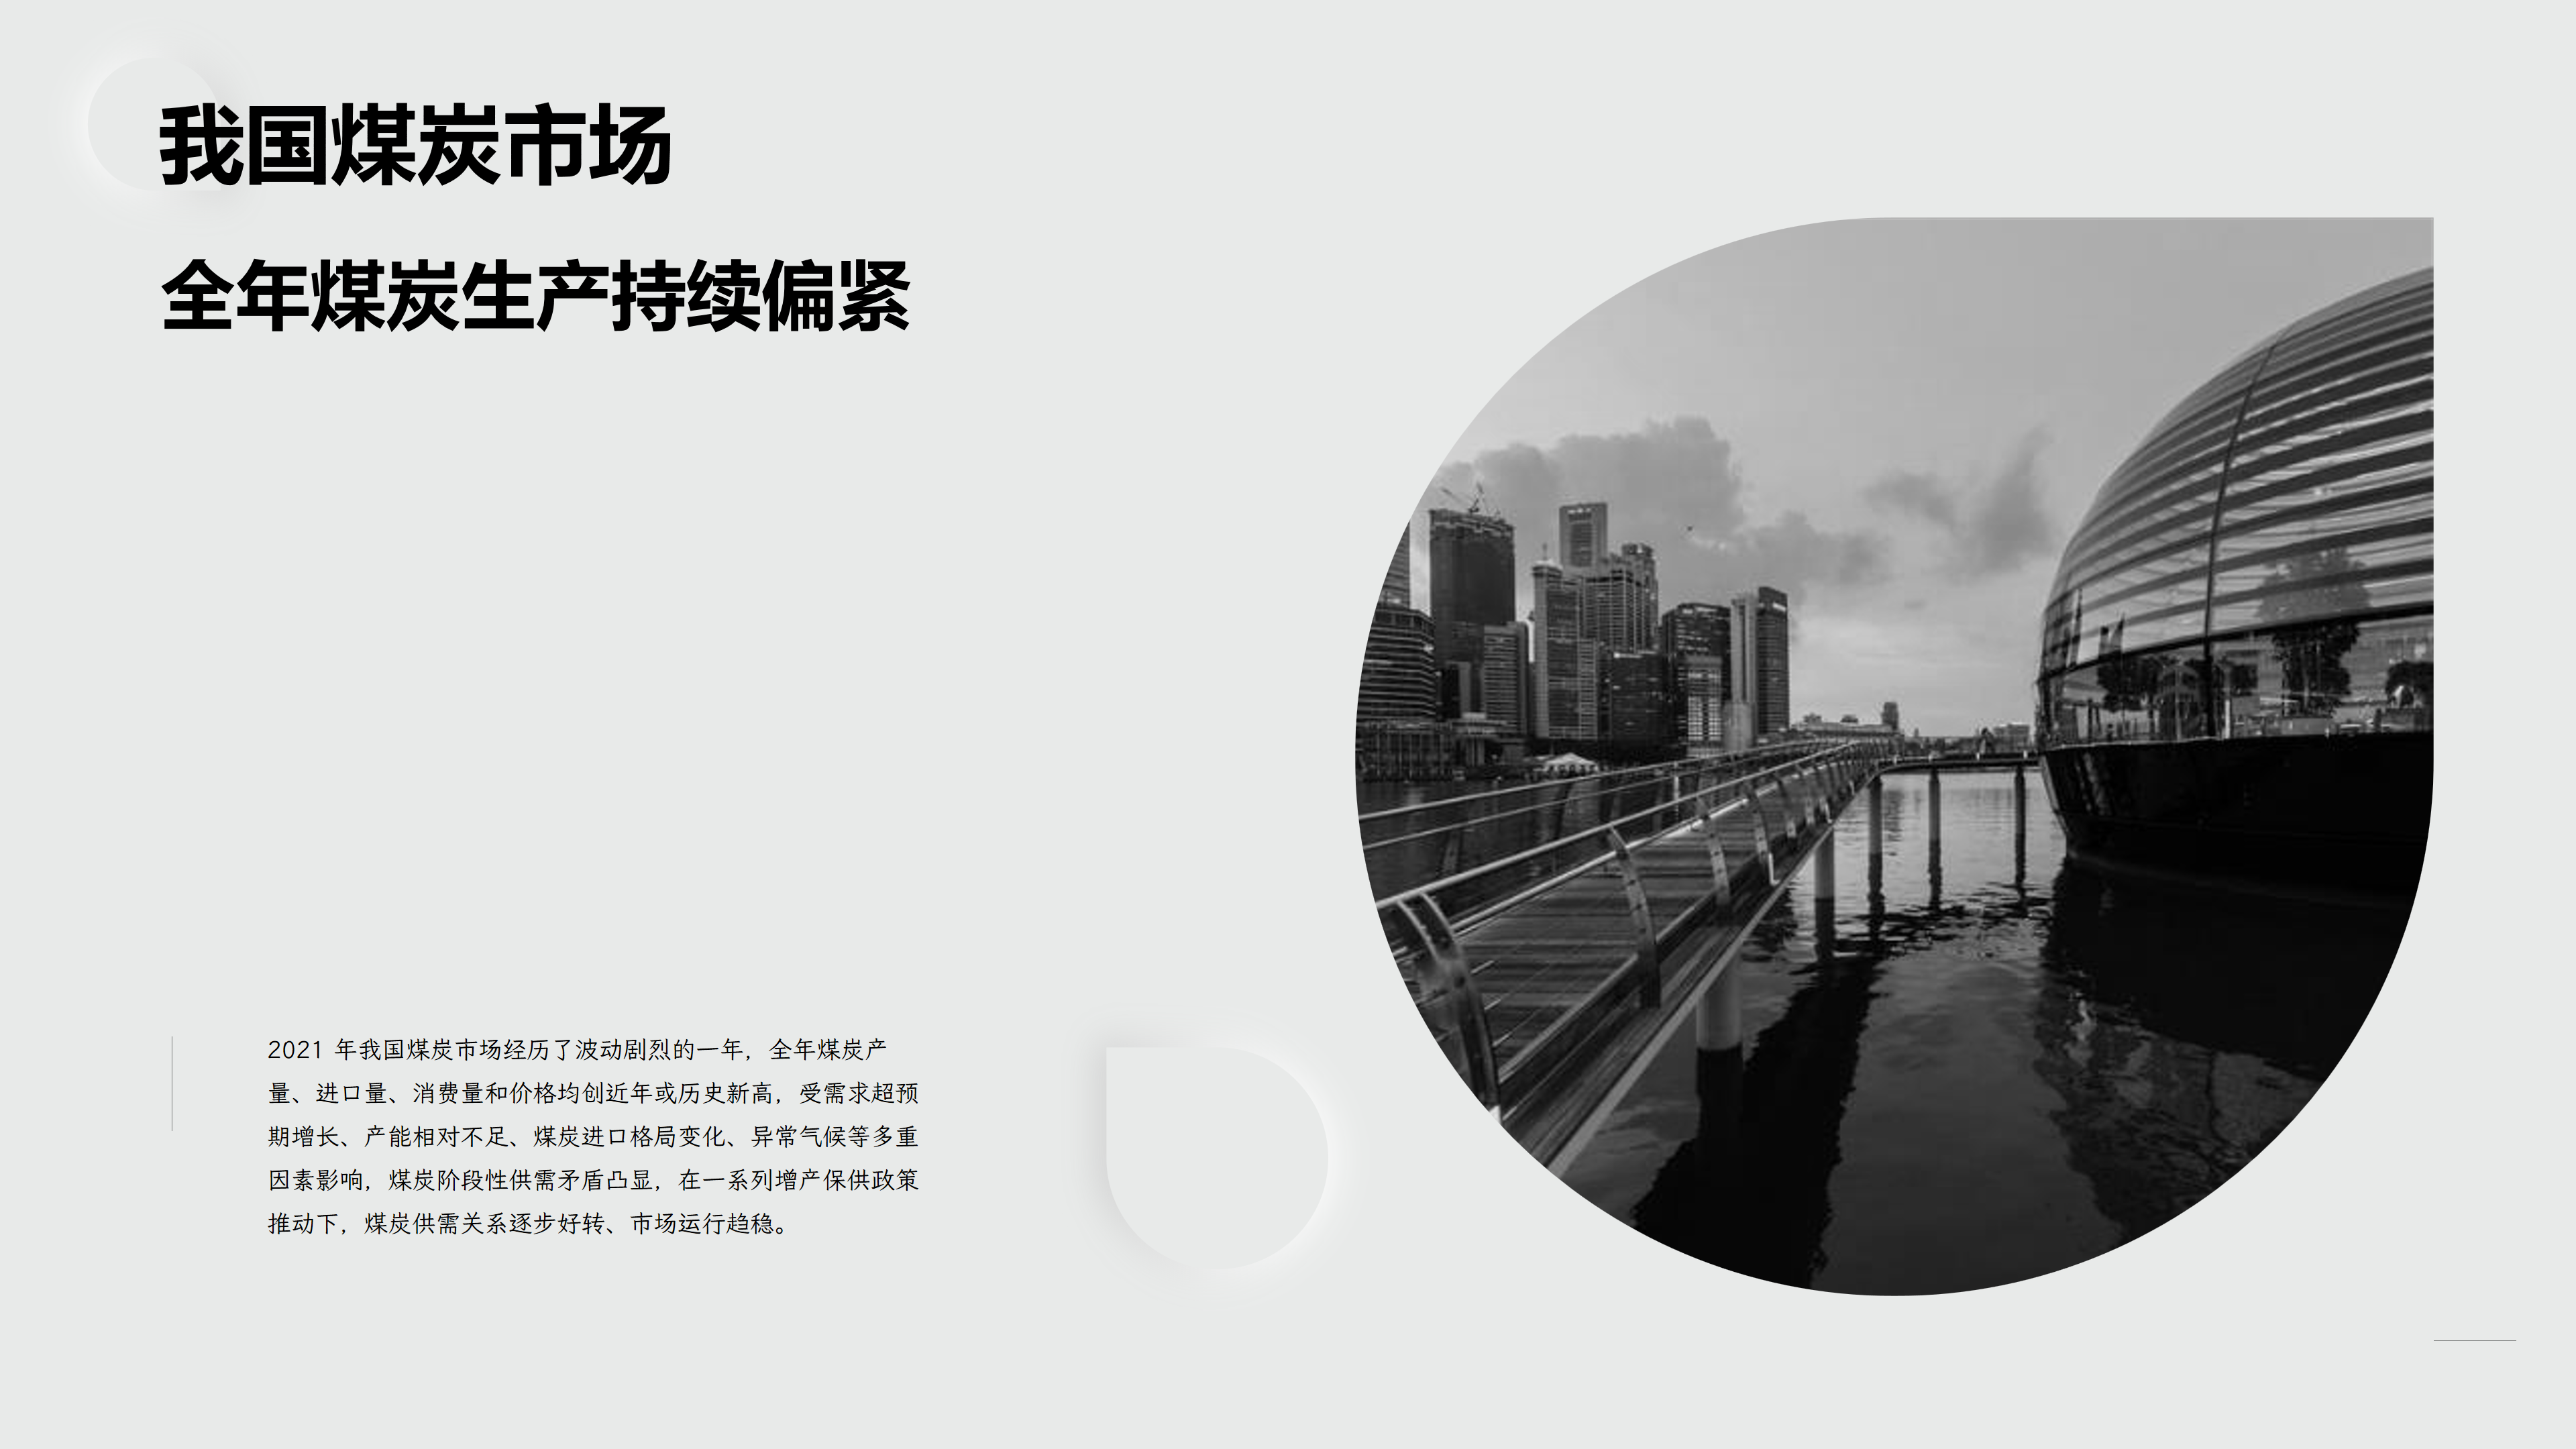 我国煤炭市场
全年煤炭生产持续偏紧
2021 年我国煤炭市场经历了波动剧烈的一年，全年煤炭产
量、进口量、消费量和价格均创近年或历史新高，受需求超预
期增长、产能相对不足、煤炭进口格局变化、异常气候等多重
因素影响，煤炭阶段性供需矛盾凸显，在一系列增产保供政策
推动下，煤炭供需关系逐步好转、市场运行趋稳。